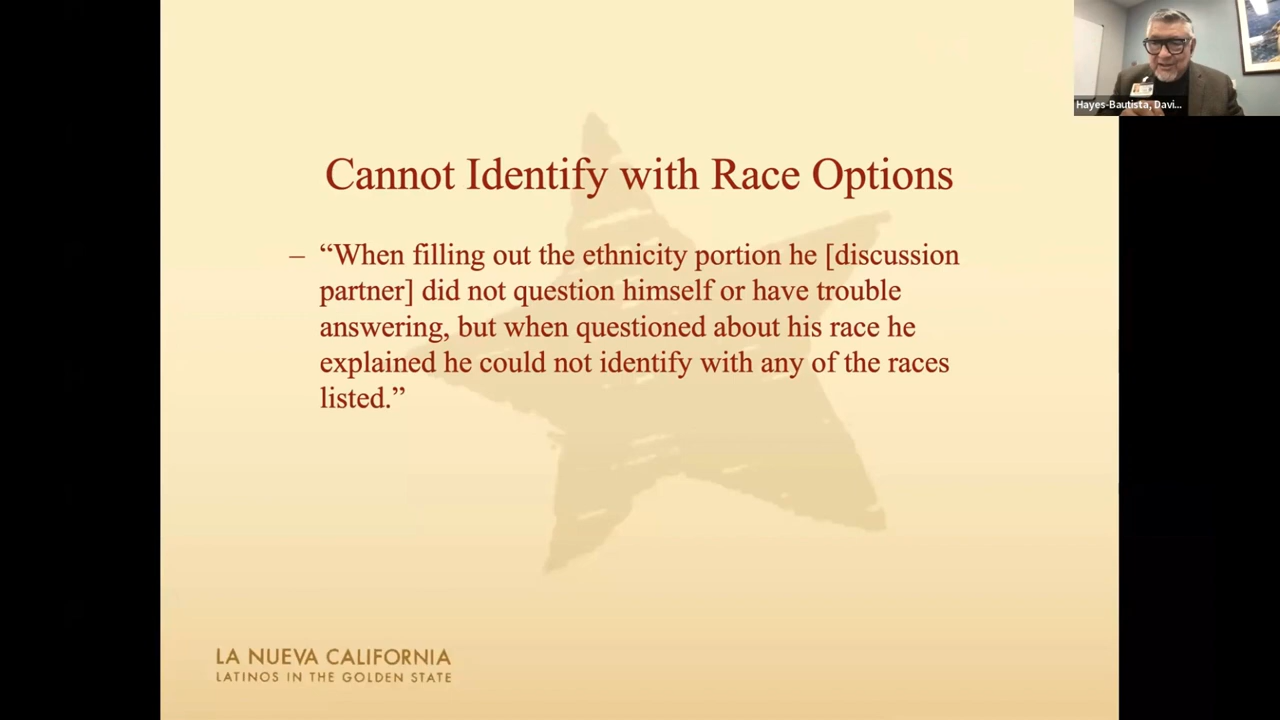 Hayes-Bautista, Davi...
Cannot Identify with Race Options
– “When filling out the ethnicity portion he [discussion
partner] did not question himself or have trouble
answering, but when questioned about his race he
explained he could not identify with any of the races
listed.”
LA NUEVA CALIFORNIA
LATINOS IN THE GOLDEN STATE